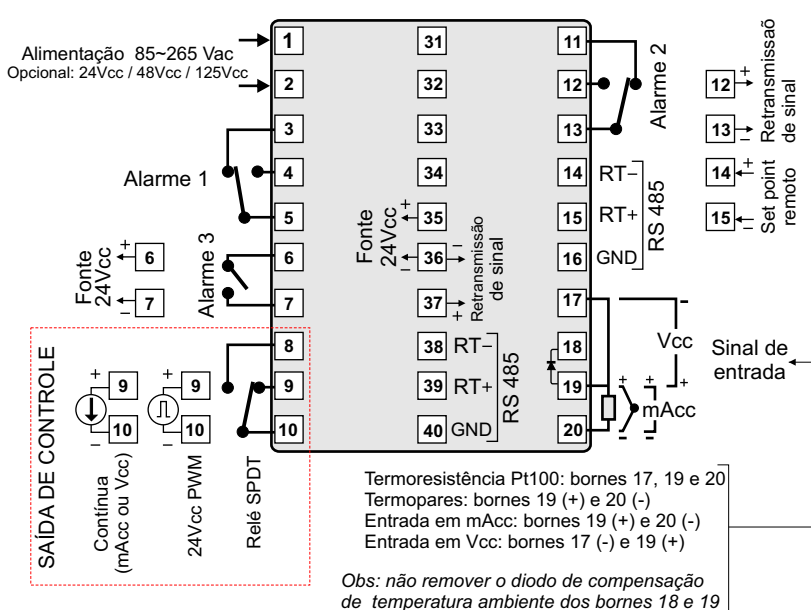 Alimentação 85~265 Vac
Opcional: 24Vcc / 48Vcc / 125Vcc
1
2
3
4
5
6
7
8
9
10
Alarme 1
Alarme 3
Fonte
24Vcc
+
6
7
–
SAÍDA DE CONTROLE
+
9
10
–
Contínua
(mAcc ou Vcc)
+
9
10
–
24Vcc PWM
Relé SPDT
31
32
33
34
35
36
37
38
39
40
Fonte
24Vcc
+
–
–
+
Retransmissão
de sinal
RT–
RT+
GND
RS 485
11
12
13
14
15
16
17
18
19
20
RT–
RT+
GND
RS 485
Alarme 2
12
+
13
–
Retransmissaõ
de sinal
14
+
15
–
Set point
remoto
-
Vcc
+
+
+
mAcc
-
-
Sinal de
entrada
Termoresistência Pt100: bornes 17, 19 e 20
Termopares: bornes 19 (+) e 20 (-)
Entrada em mAcc: bornes 19 (+) e 20 (-)
Entrada em Vcc: bornes 17 (-) e 19 (+)
Obs: não remover o diodo de compensação
de temperatura ambiente dos bornes 18 e 19